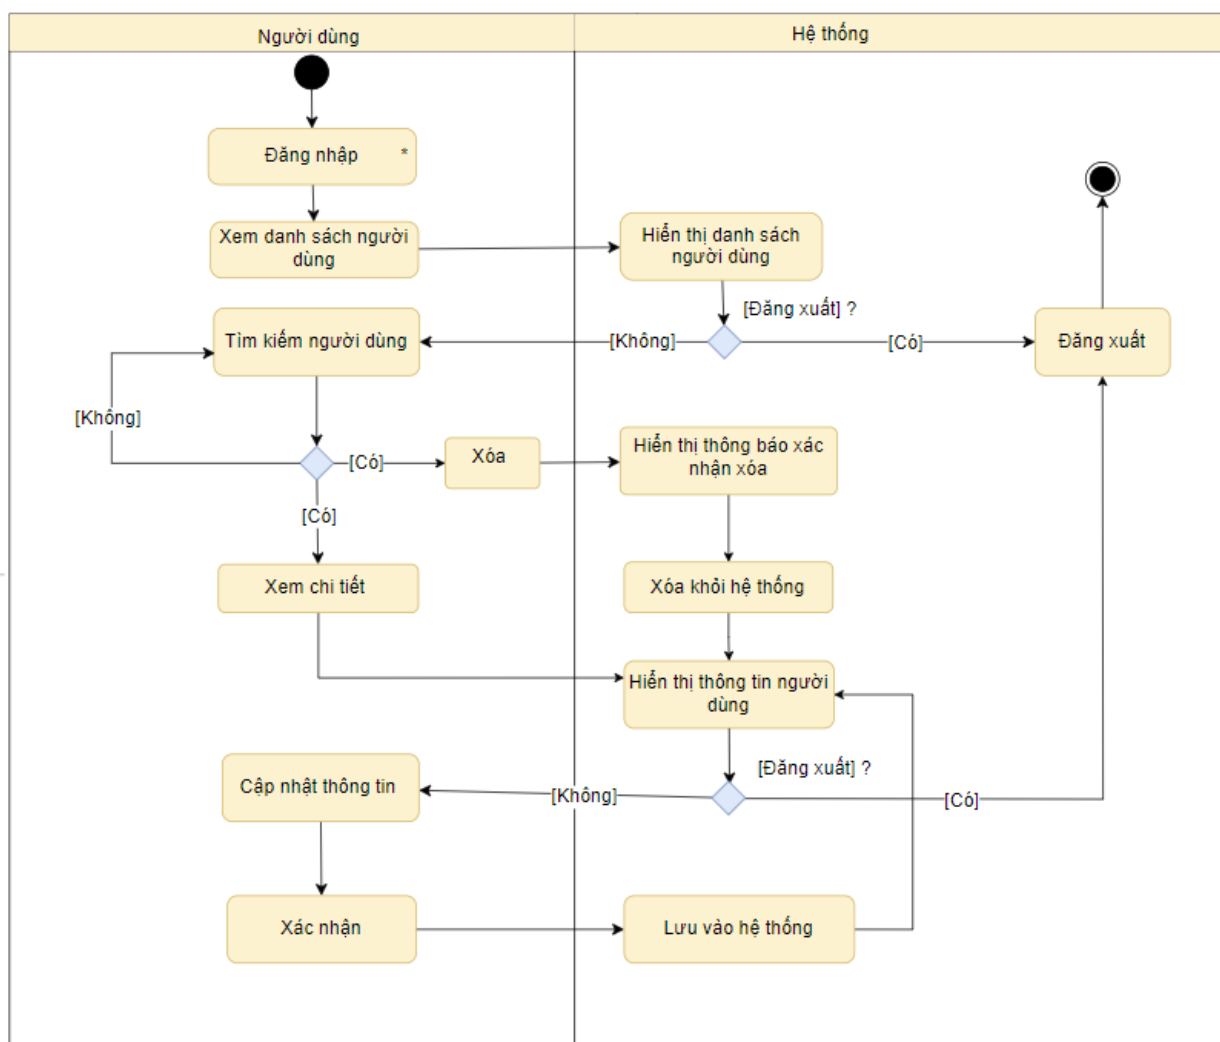 Người dùng
Hệ thống
Đăng nhập *
Xem danh sách người
dùng
Hiển thị danh sách
người dùng
[Đăng xuất] ?
Tìm kiếm người dùng
[Không]
[Có]
Đăng xuất
[Không]
[Có]
Xóa
Hiển thị thông báo xác
nhận xóa
[Có]
Xem chi tiết
Xóa khỏi hệ thống
Hiển thị thông tin người
dùng
[Đăng xuất] ?
Cập nhật thông tin
[Không]
[Có]
Xác nhận
Lưu vào hệ thống